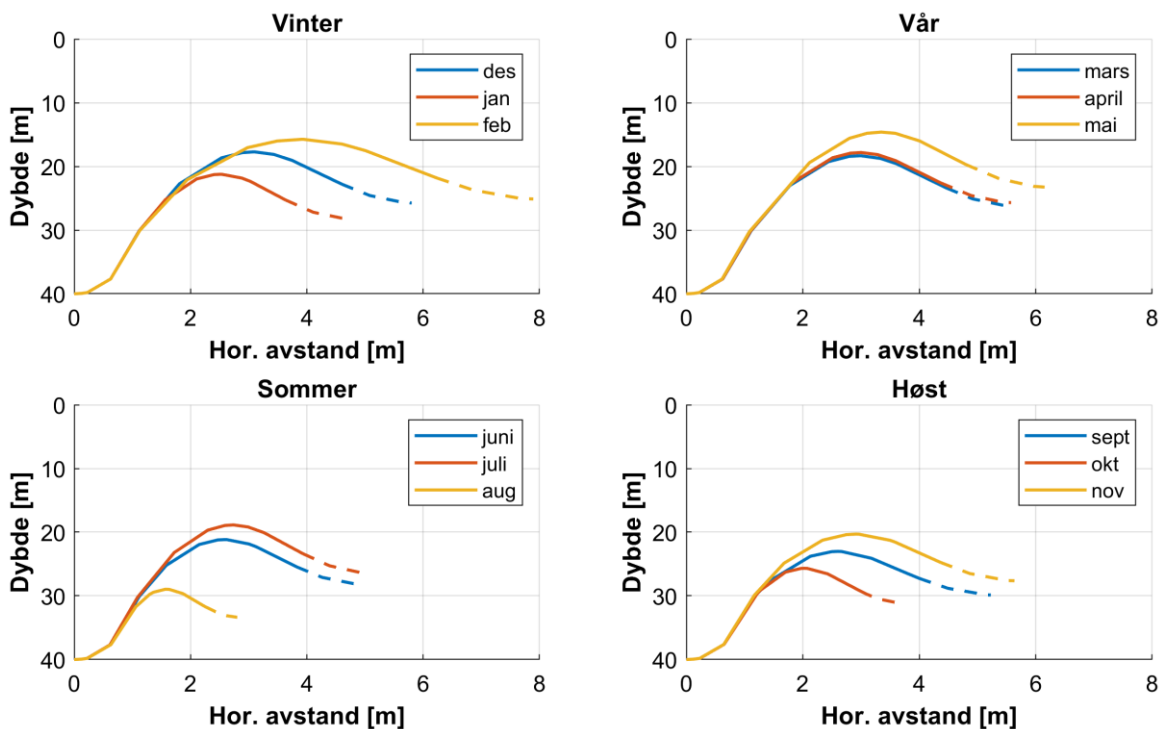 Vinter
0
10
20
30
40
Dybde [m]
des
jan
feb
0 2 4 6 8
Hor. avstand [m]
Vår
0
10
20
30
40
Dybde [m]
mars
april
mai
0 2 4 6 8
Hor. avstand [m]
Sommer
0
10
20
30
40
Dybde [m]
juni
juli
aug
0 2 4 6 8
Hor. avstand [m]
Høst
0
10
20
30
40
Dybde [m]
sept
okt
nov
0 2 4 6 8
Hor. avstand [m]